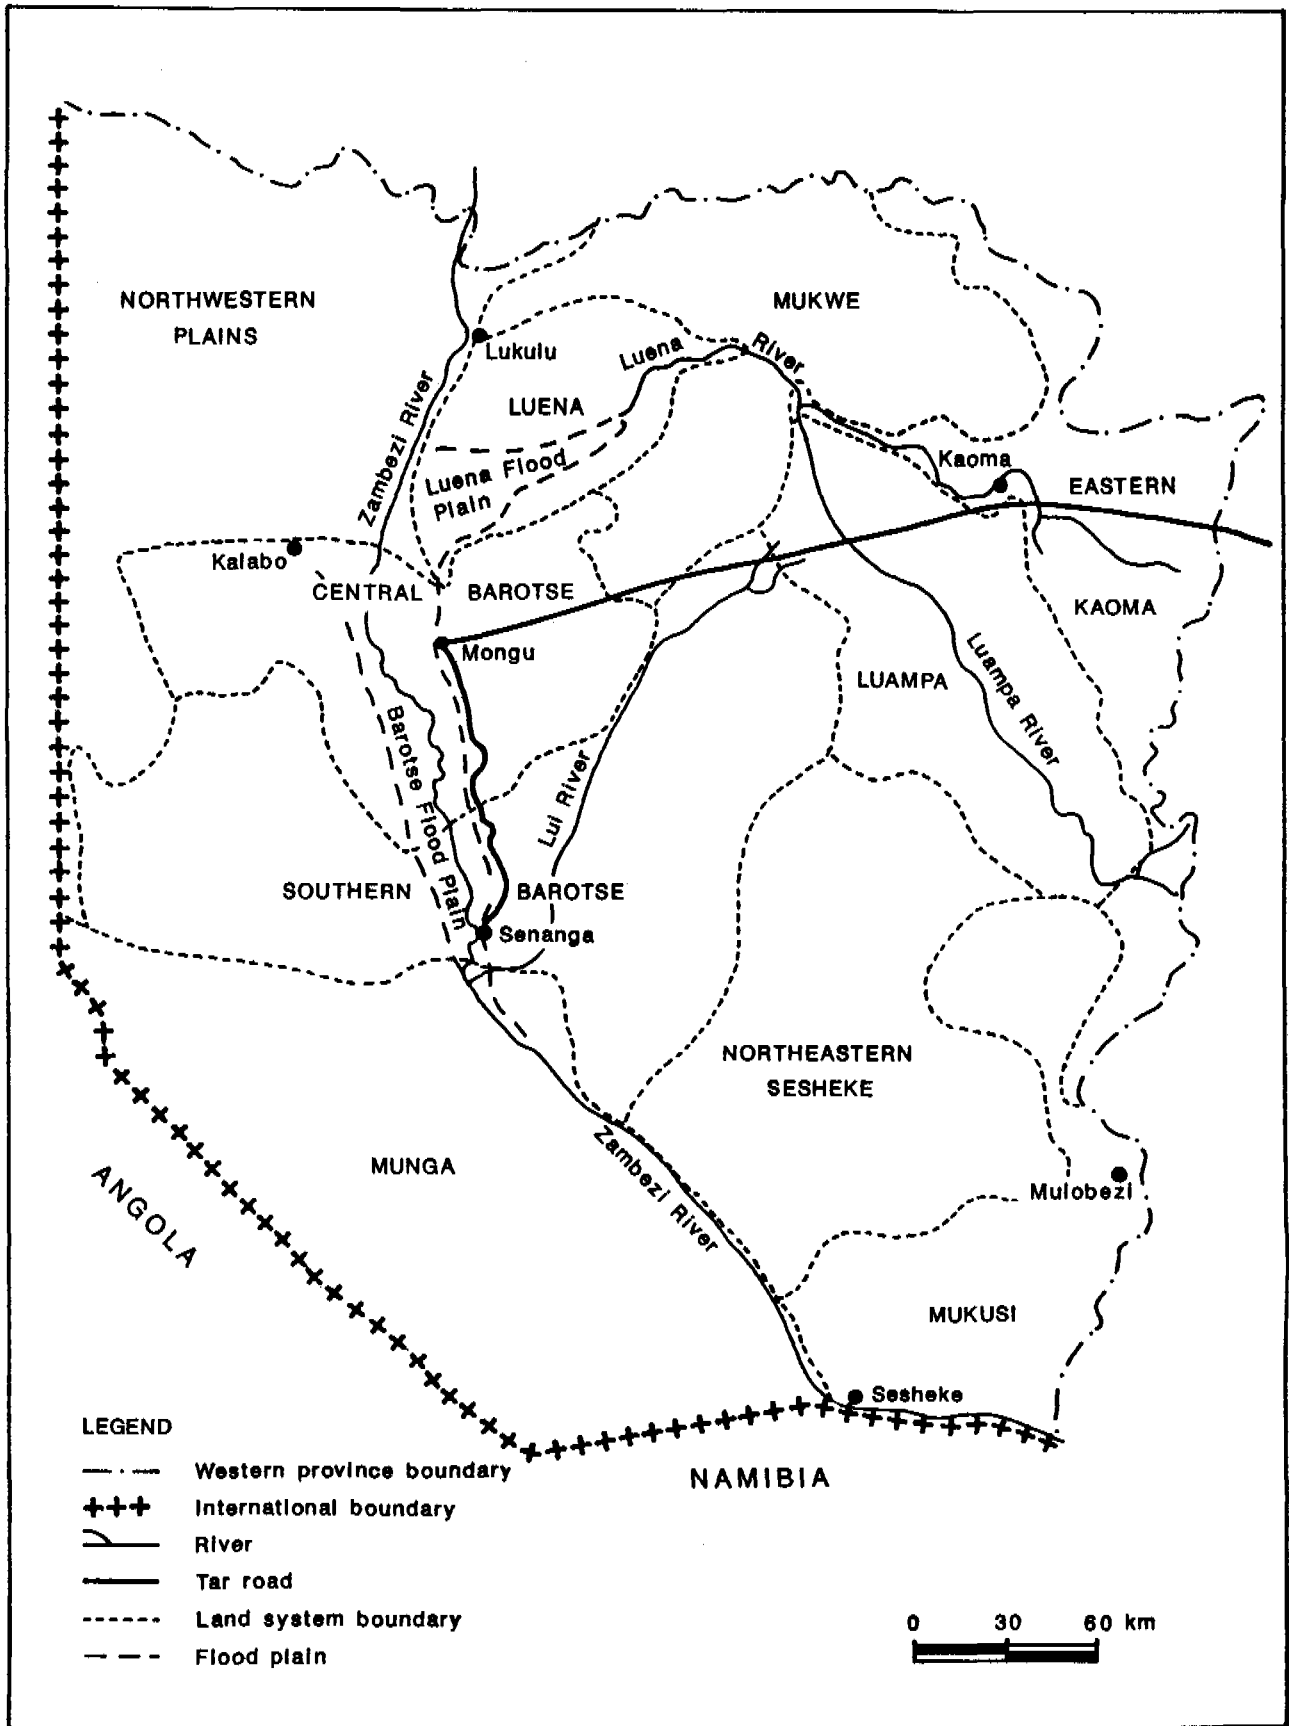 NORTHWESTERN
PLAINS
MUKWE
Lukulu
Luena
River
Zambezi River
LUENA
Luena Flood
Plain
Kaoma
EASTERN
Kalabo
CENTRAL
BAROTSE
KAOMA
Mongu
LUAMPA
Luampa River
Barotse Flood Plain
Lui River
SOUTHERN
BAROTSE
Senanga
NORTHEASTERN
SESHEKE
Zambezi River
MUNGA
ANGOLA
Mulobezi
MUKUSI
Sesheke
NAMIBIA
LEGEND
Western province boundary
International boundary
River
Tar road
Land system boundary
Flood plain
0 30 60 km